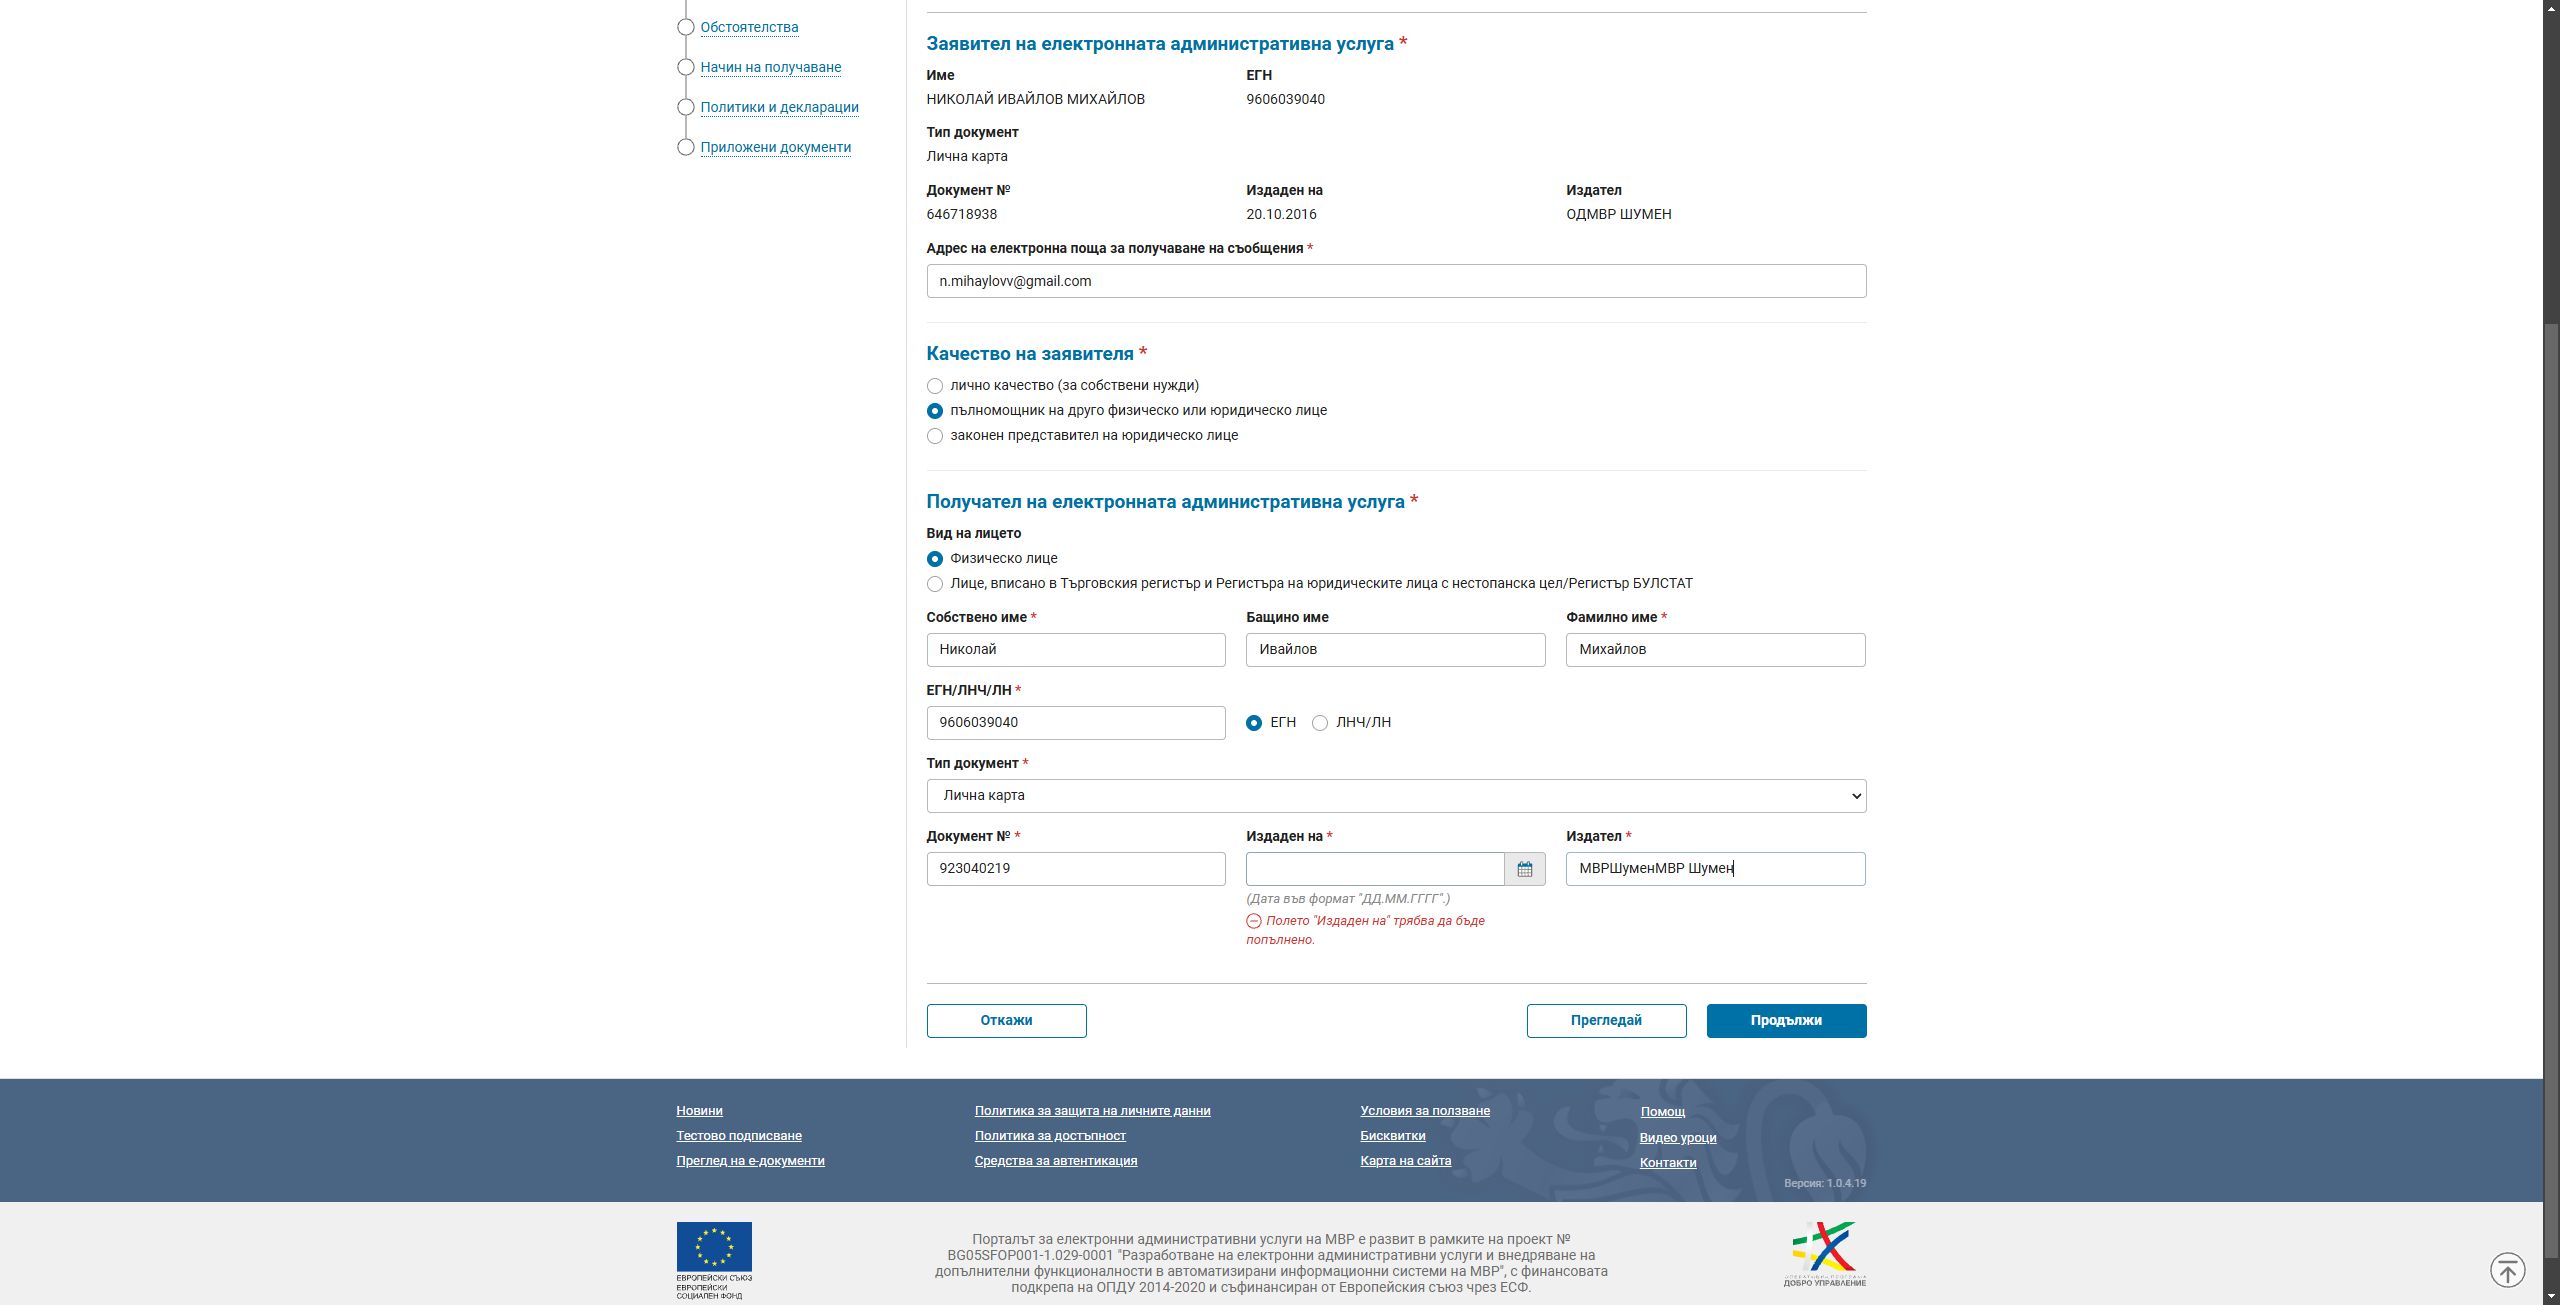 Обстоятелства
Начин на получаване
Политики и декларации
Приложени документи
Заявител на електронната административна услуга *
Име ЕГН
НИКОЛАЙ ИВАЙЛОВ МИХАЙЛОВ 9606039040
Тип документ
Лична карта
Документ № Издаден на Издател
646718938 20.10.2016 ОДМВР ШУМЕН
Адрес на електронна поща за получаване на съобщения *
n.mihaylovv@gmail.com
Качество на заявителя *
лично качество (за собствени нужди)
пълномощник на друго физическо или юридическо лице
законен представител на юридическо лице
Получател на електронната административна услуга *
Вид на лицето
Физическо лице
Лице, вписано в Търговския регистър и Регистъра на юридическите лица с нестопанска цел/Регистър БУЛСТАТ
Собствено име * Бащино име Фамилно име *
Николай Ивайлов Михайлов
ЕГН/ЛНЧ/ЛН *
9606039040 ЕГН ЛНЧ/ЛН
Тип документ *
Лична карта
Документ № * Издаден на * Издател *
923040219 МВРШуменМВР Шумен
(Дата във формат "ДД.ММ.ГГГГ".)
Полето "Издаден на" трябва да бъде
попълнено.
Откажи Прегледай Продължи
Новини Политика за защита на личните данни Условия за ползване Помощ
Тестово подписване Политика за достъпност Бисквитки Видео уроци
Преглед на е-документи Средства за автентикация Карта на сайта Контакти
Версия: 1.0.4.19
Порталът за електронни административни услуги на МВР е развит в рамките на проект №
BG05SFOP001-1.029-0001 "Разработване на електронни административни услуги и внедряване на
допълнителни функционалности в автоматизирани информационни системи на МВР", с финансовата
подкрепа на ОПДУ 2014-2020 и съфинансиран от Европейския съюз чрез ЕСФ.
ЕВРОПЕЙСКИ СЪЮЗ
ЕВРОПЕЙСКИ
СОЦИАЛЕН ФОНД
ОПЕРАТИВНА ПРОГРАМА
ДОБРО УПРАВЛЕНИЕ